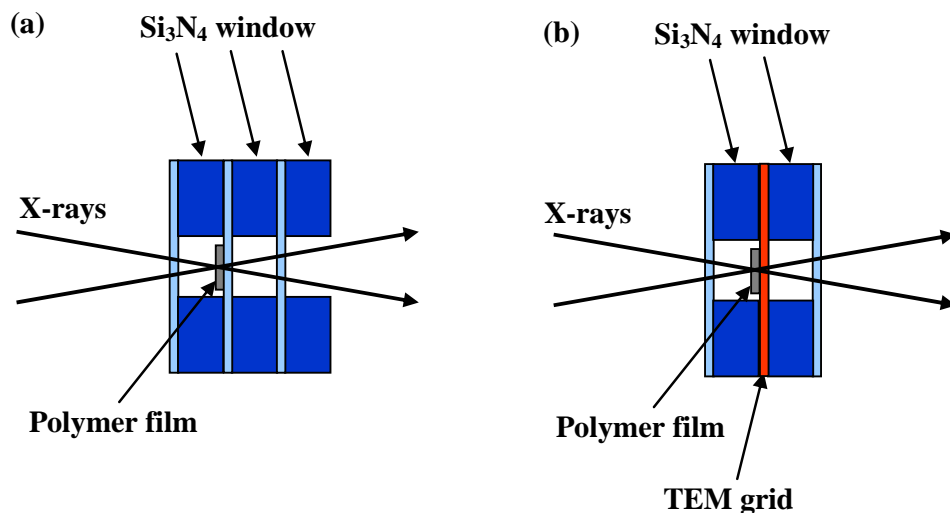 (a)
Si₃N₄ window
X-rays
Polymer film
(b)
Si₃N₄ window
X-rays
Polymer film
TEM grid